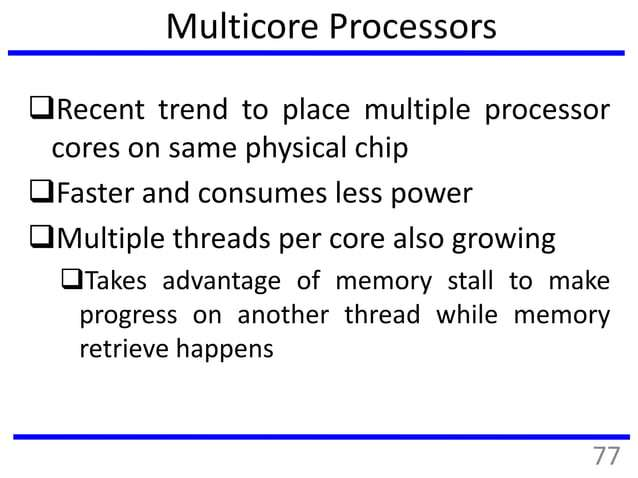 Multicore Processors
❑Recent trend to place multiple processor
cores on same physical chip
❑Faster and consumes less power
❑Multiple threads per core also growing
❑Takes advantage of memory stall to make
progress on another thread while memory
retrieve happens
77